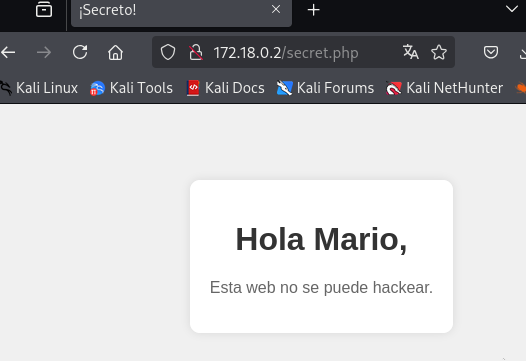 ¡Secreto!
172.18.0.2/secret.php
Kali Linux Kali Tools Kali Docs Kali Forums Kali NetHunter
Hola Mario,
Esta web no se puede hackear.